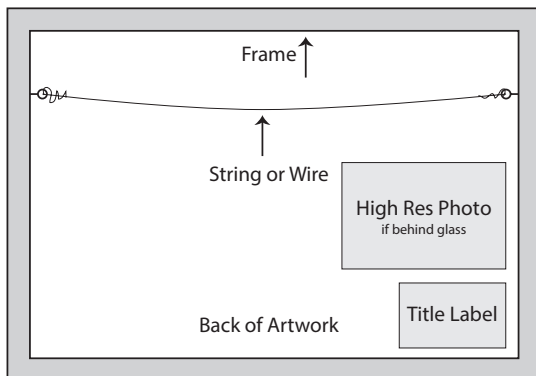 Frame
String or Wire
High Res Photo
if behind glass
Title Label
Back of Artwork